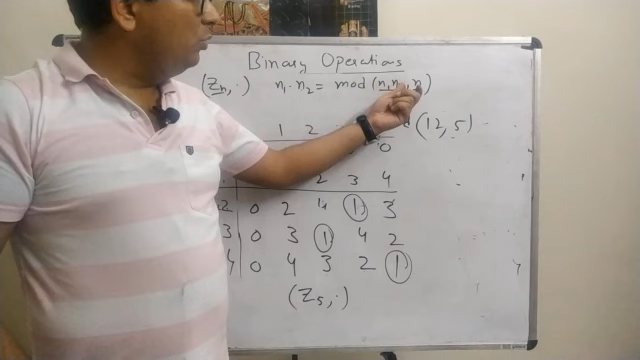 Binary Operations
(Zn, ·) n1 · n2 = mod (n1n2, n)
1 2
(12, 5)
0
2 3 4
2 0 2 4 1 3
3 0 3 1 4 2
4 0 4 3 2 1
(Z5, ·)